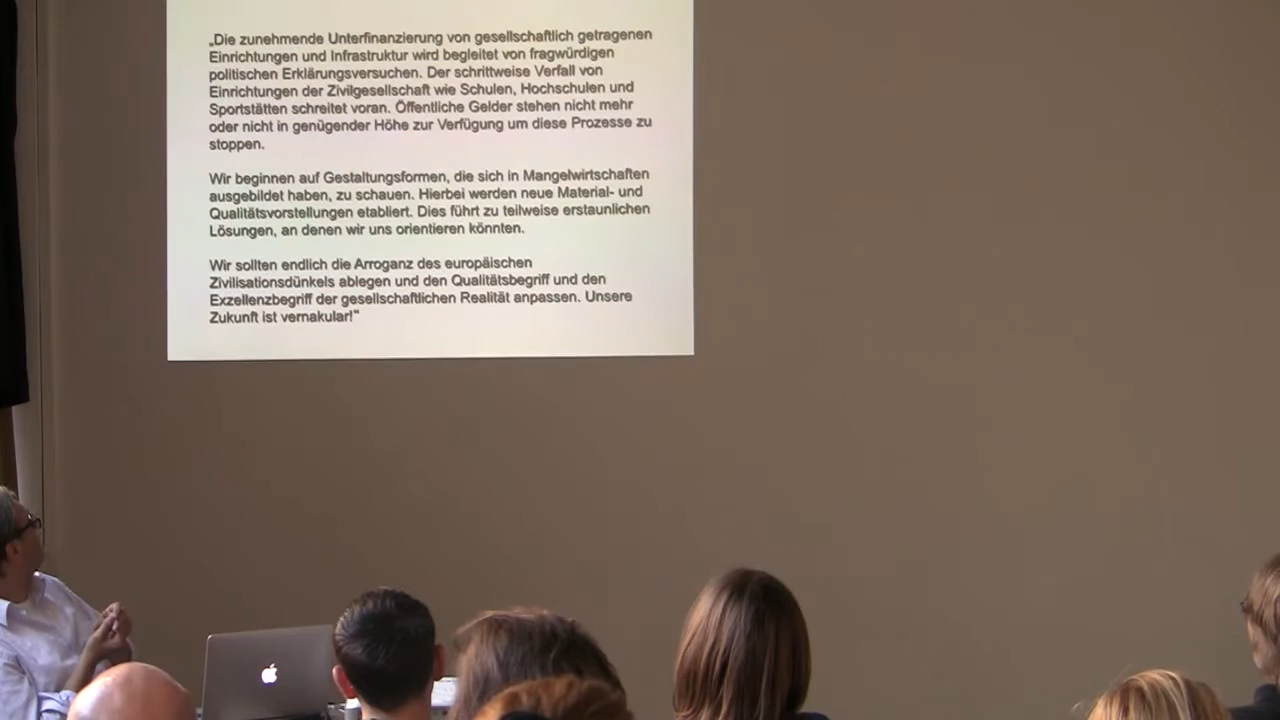 „Die zunehmende Unterfinanzierung von gesellschaftlich getragenen
Einrichtungen und Infrastruktur wird begleitet von fragwürdigen
politischen Erklärungsversuchen. Der schrittweise Verfall von
Einrichtungen der Zivilgesellschaft wie Schulen, Hochschulen und
Sportstätten schreitet voran. Öffentliche Gelder stehen nicht mehr
oder nicht in genügender Höhe zur Verfügung um diese Prozesse zu
stoppen.
Wir beginnen auf Gestaltungsformen, die sich in Mangelwirtschaften
ausgebildet haben, zu schauen. Hierbei werden neue Material- und
Qualitätsvorstellungen etabliert. Dies führt zu teilweise erstaunlichen
Lösungen, an denen wir uns orientieren könnten.
Wir sollten endlich die Arroganz des europäischen
Zivilisationsdünkels ablegen und den Qualitätsbegriff und den
Exzellenzbegriff der gesellschaftlichen Realität anpassen. Unsere
Zukunft ist vernakular!“